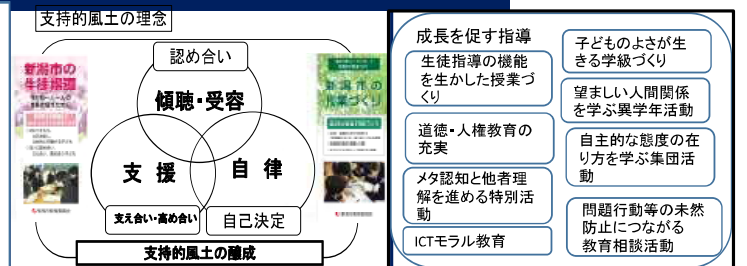 支持的風土の理念
認め合い
新潟市の
生徒指導
傾聴・受容
支援
自律
支え合い・高め合い
自己決定
支持的風土の醸成
新潟市の
授業づくり
成長を促す指導
生徒指導の機能
を生かした授業づ
くり
道徳・人権教育の
充実
メタ認知と他者理
解を進める特別活
動
ICTモラル教育
子どものよさが生
きる学級づくり
望ましい人間関係
を学ぶ異学年活動
自主的な態度の在
り方を学ぶ集団活
動
問題行動等の未然
防止につながる
教育相談活動